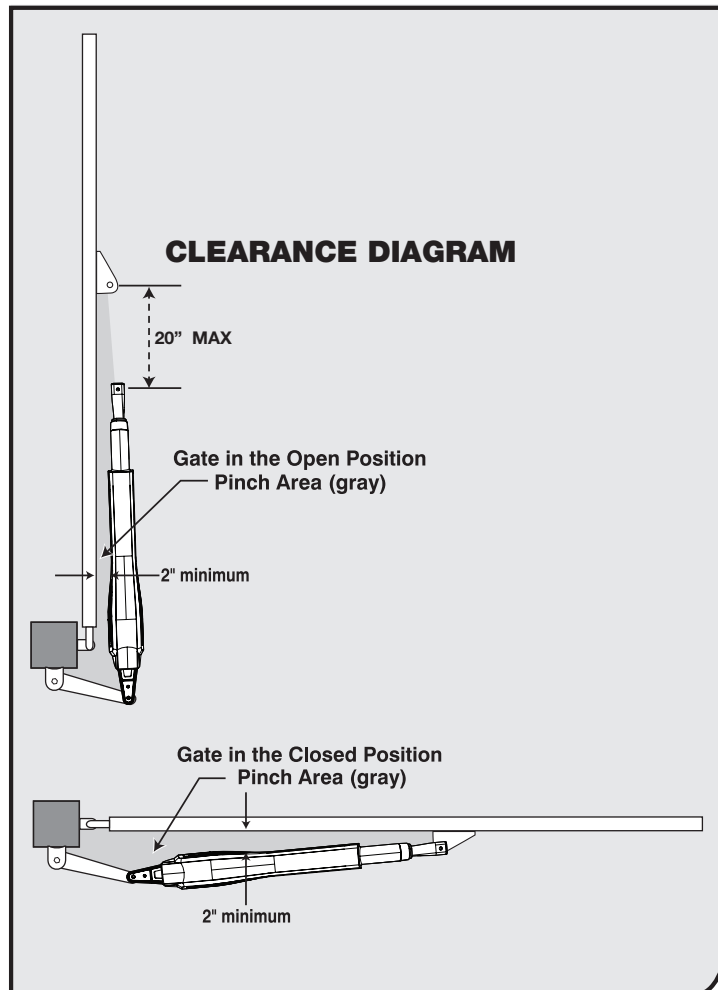 CLEARANCE DIAGRAM
20” MAX
Gate in the Open Position
Pinch Area (gray)
2" minimum
Gate in the Closed Position
Pinch Area (gray)
2" minimum